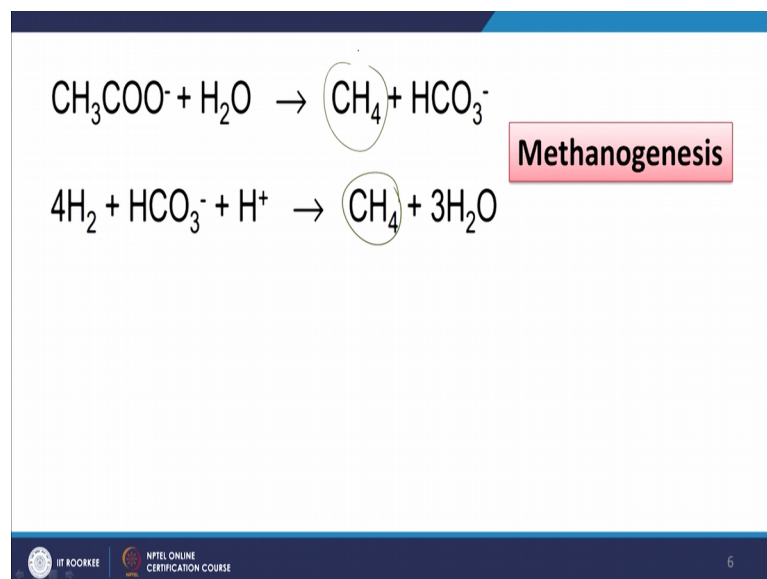 CH₃COO⁻ + H₂O → CH₄ + HCO₃⁻
Methanogenesis
4H₂ + HCO₃⁻ + H⁺ → CH₄ + 3H₂O
IIT ROORKEE
NPTEL ONLINE
CERTIFICATION COURSE
6